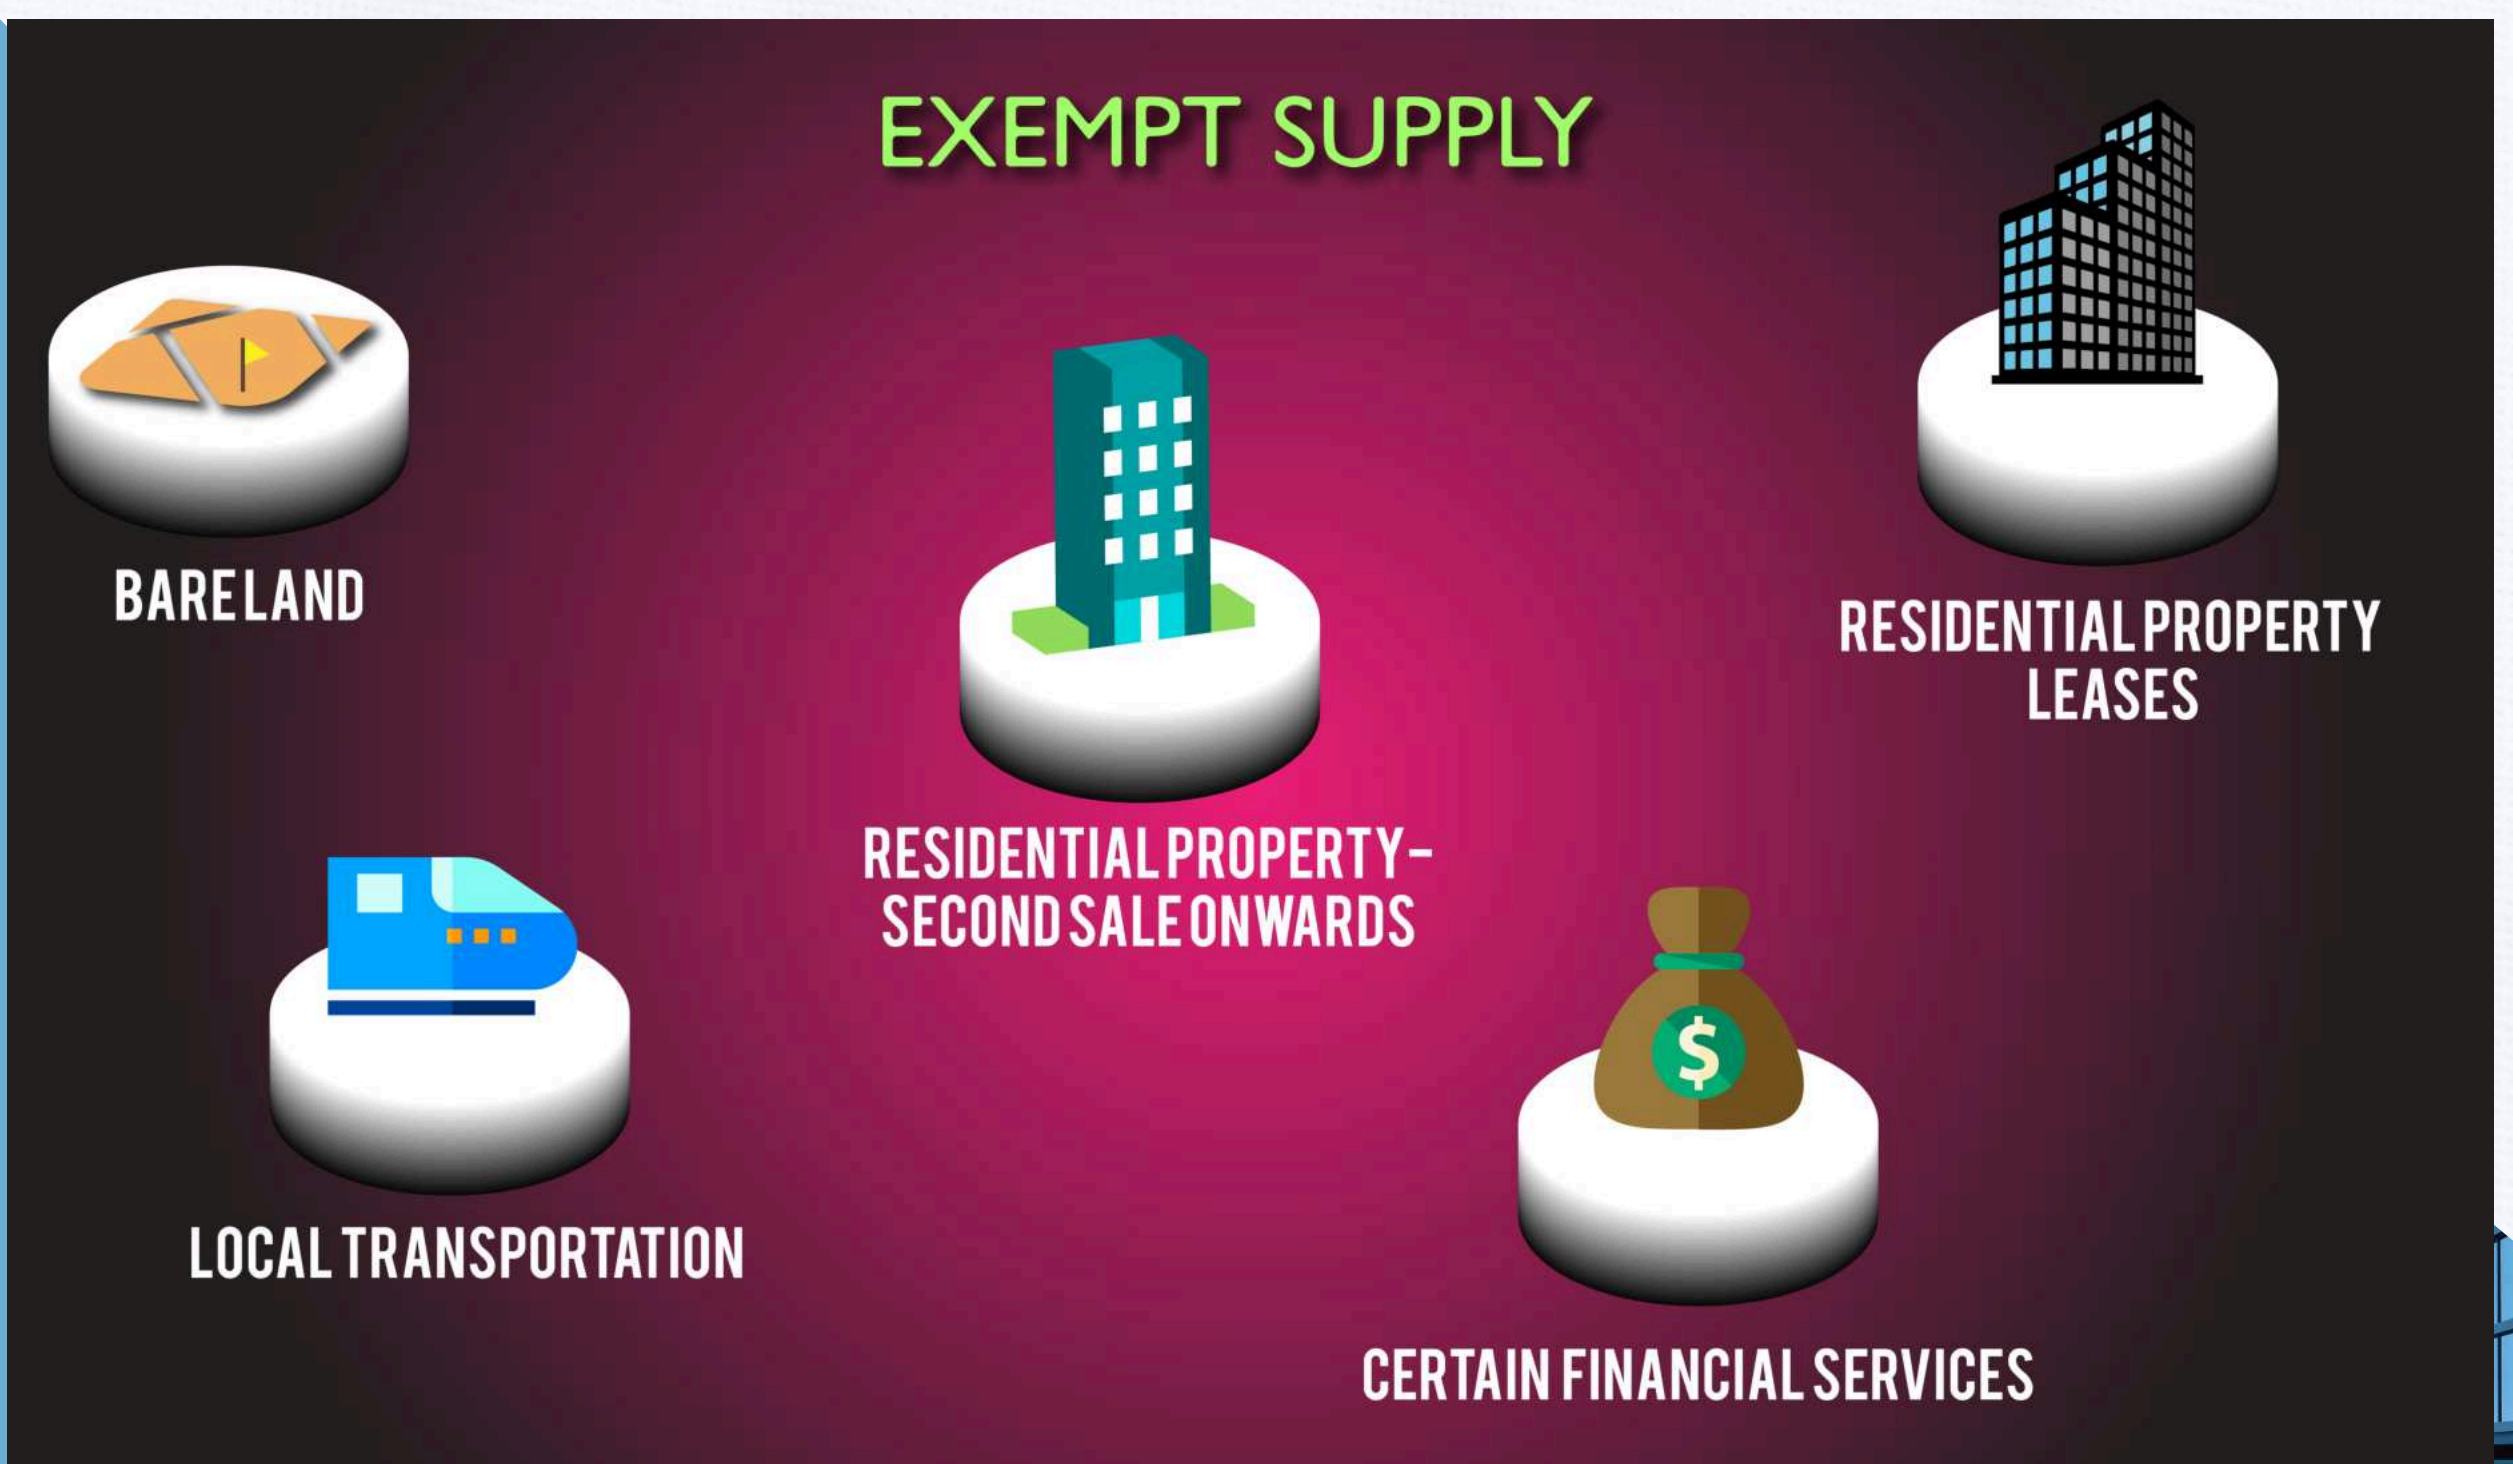 EXEMPT SUPPLY
BARE LAND
RESIDENTIAL PROPERTY
LEASES
RESIDENTIAL PROPERTY-
SECOND SALE ONWARDS
LOCAL TRANSPORTATION
$
CERTAIN FINANCIAL SERVICES